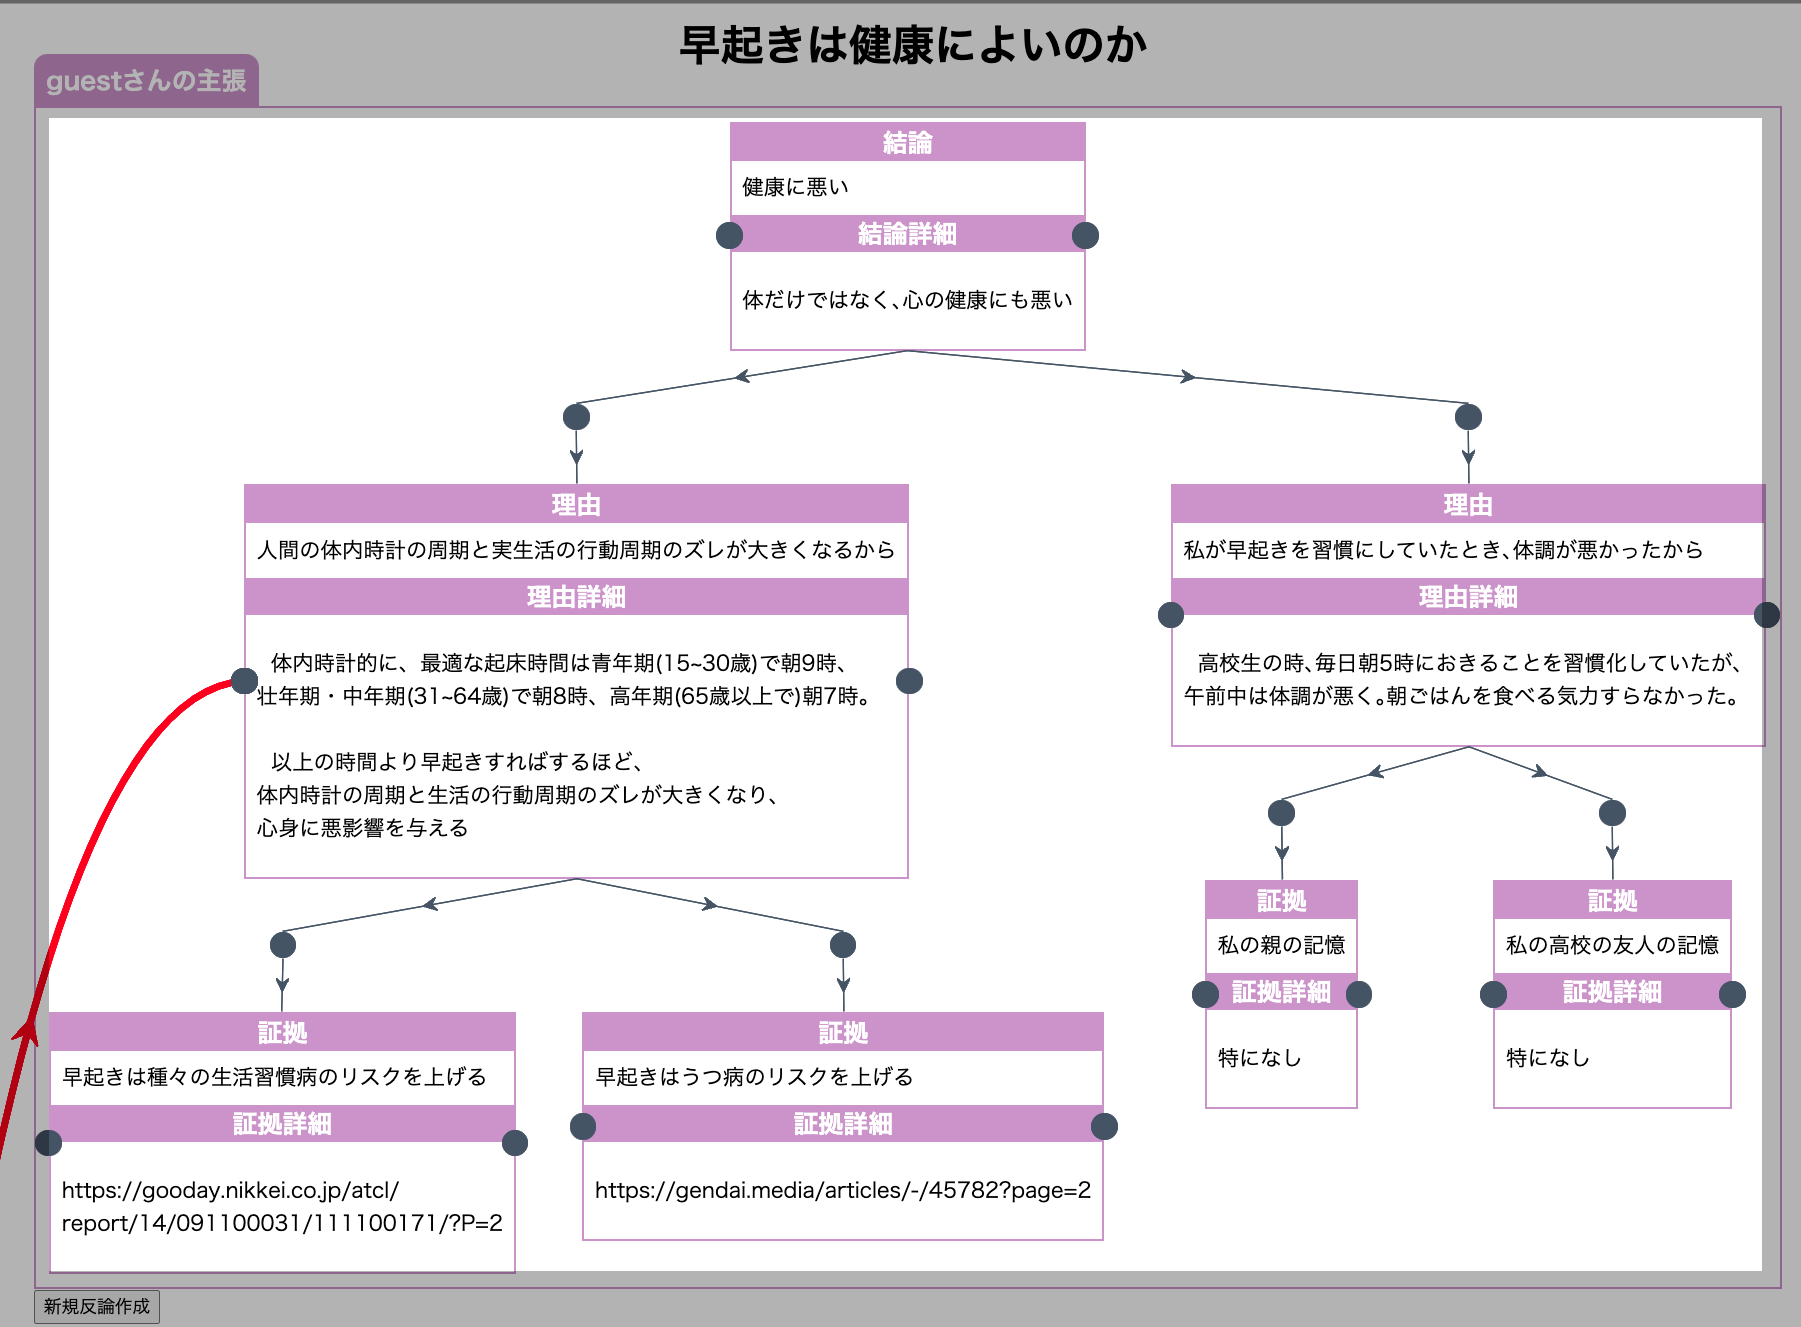 早起きは健康によいのか
guestさんの主張
結論
健康に悪い
結論詳細
体だけではなく、心の健康にも悪い
理由
人間の体内時計の周期と実生活の行動周期のズレが大きくなるから
理由詳細
体内時計的に、最適な起床時間は青年期(15~30歳)で朝9時、
壮年期・中年期(31~64歳)で朝8時、高年期(65歳以上で)朝7時。
以上の時間より早起きすればするほど、
体内時計の周期と生活の行動周期のズレが大きくなり、
心身に悪影響を与える
理由
私が早起きを習慣にしていたとき、体調が悪かったから
理由詳細
高校生の時、毎日朝5時におきることを習慣化していたが、
午前中は体調が悪く。朝ごはんを食べる気力すらなかった。
証拠
早起きは種々の生活習慣病のリスクを上げる
証拠詳細
https://gooday.nikkei.co.jp/atcl/
report/14/091100031/111100171/?P=2
証拠
早起きはうつ病のリスクを上げる
証拠詳細
https://gendai.media/articles/-/45782?page=2
証拠
私の親の記憶
証拠詳細
特になし
証拠
私の高校の友人の記憶
証拠詳細
特になし
新規反論作成